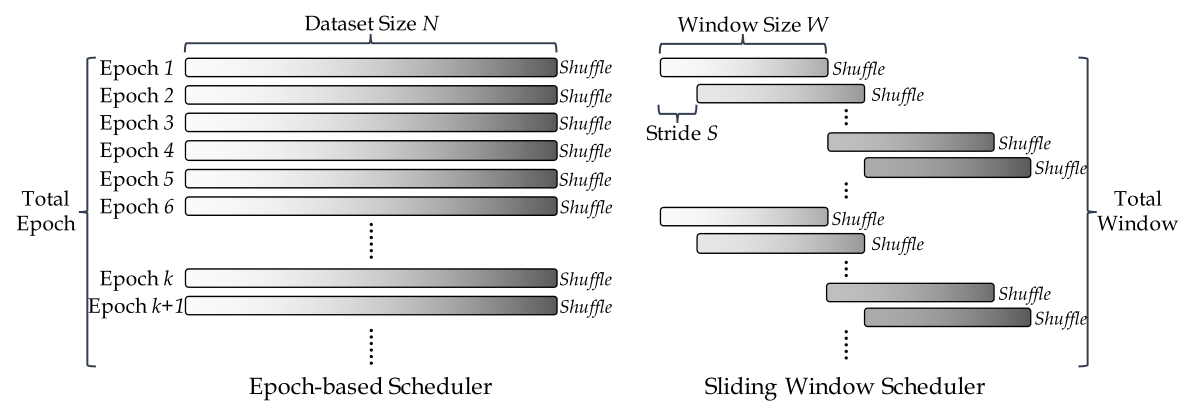 Dataset Size N
Epoch 1 Shuffle
Epoch 2 Shuffle
Epoch 3 Shuffle
Epoch 4 Shuffle
Epoch 5 Shuffle
Epoch 6 Shuffle
Epoch k Shuffle
Epoch k+1 Shuffle
Total
Epoch
Epoch-based Scheduler
Window Size W
Shuffle
Shuffle
Stride S
Shuffle
Shuffle
Shuffle
Shuffle
Shuffle
Shuffle
Total
Window
Sliding Window Scheduler